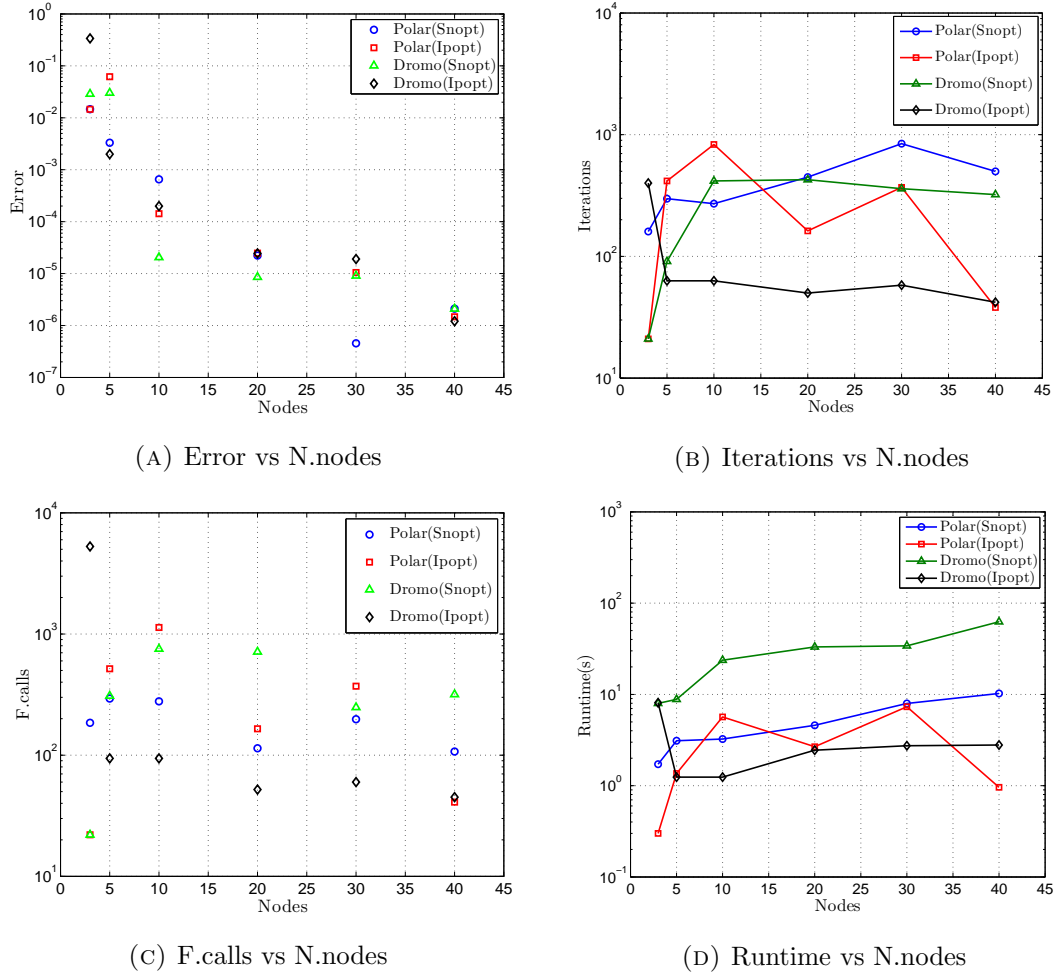 10^0
10^-1
10^-2
10^-3
10^-4
10^-5
10^-6
10^-7
Error
0 5 10 15 20 25 30 35 40 45
Nodes
Polar(Snopt)
Polar(Ipopt)
Dromo(Snopt)
Dromo(Ipopt)
(A) Error vs N.nodes
10^4
10^3
10^2
10^1
Iterations
0 5 10 15 20 25 30 35 40 45
Nodes
Polar(Snopt)
Polar(Ipopt)
Dromo(Snopt)
Dromo(Ipopt)
(B) Iterations vs N.nodes
10^4
10^3
10^2
10^1
F.calls
0 5 10 15 20 25 30 35 40 45
Nodes
Polar(Snopt)
Polar(Ipopt)
Dromo(Snopt)
Dromo(Ipopt)
(C) F.calls vs N.nodes
10^3
10^2
10^1
10^0
10^-1
Runtime(s)
0 5 10 15 20 25 30 35 40 45
Nodes
Polar(Snopt)
Polar(Ipopt)
Dromo(Snopt)
Dromo(Ipopt)
(D) Runtime vs N.nodes